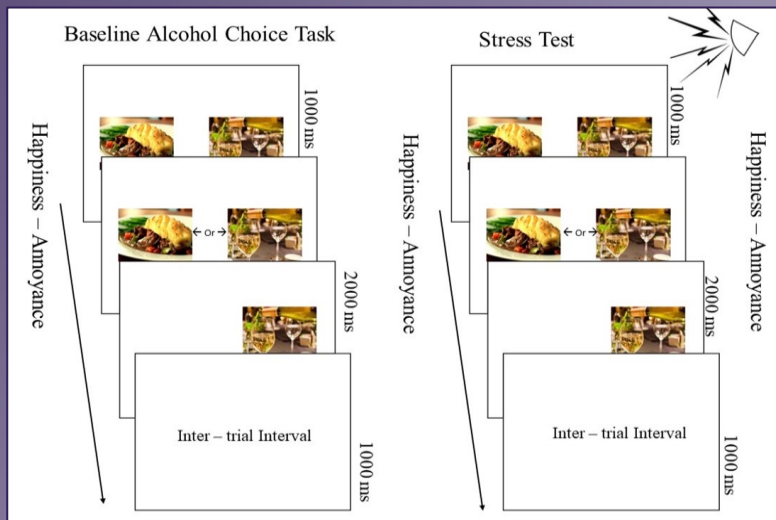 Baseline Alcohol Choice Task
Happiness – Annoyance
1000 ms
← Or →
2000 ms
Inter – trial Interval
1000 ms
Stress Test
Happiness – Annoyance
1000 ms
← Or →
2000 ms
Inter – trial Interval
1000 ms
Happiness – Annoyance